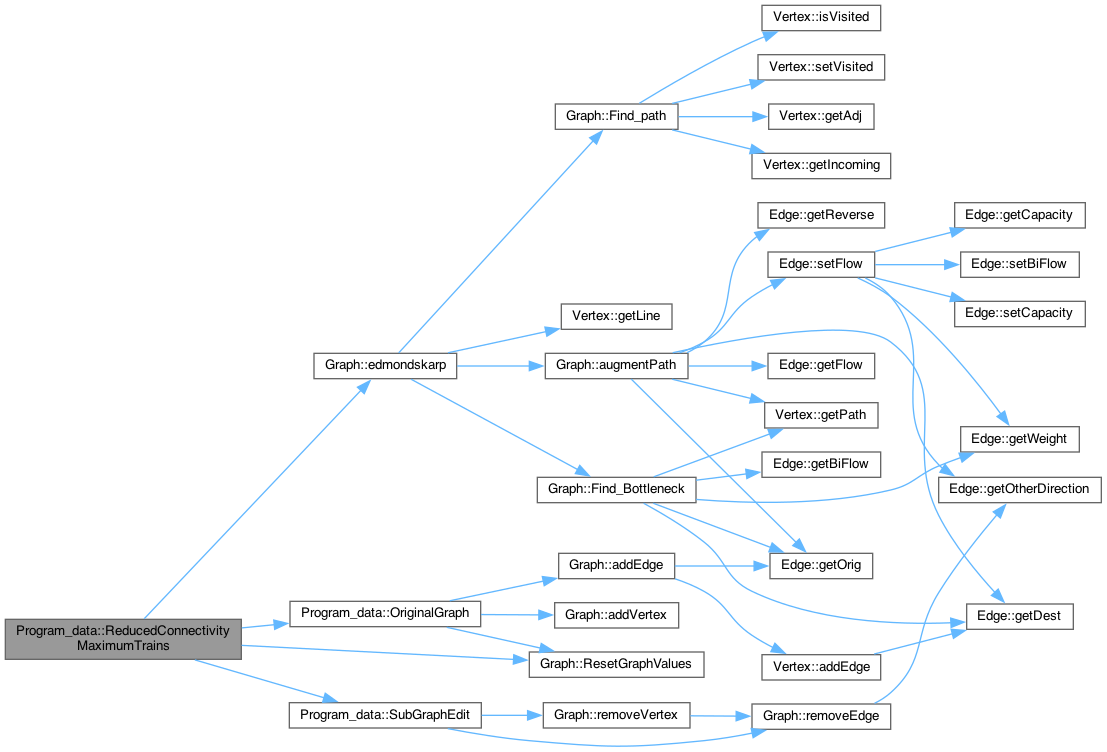 Vertex::isVisited
Vertex::setVisited
Graph::Find_path
Vertex::getAdj
Vertex::getIncoming
Edge::getReverse
Edge::getCapacity
Edge::setFlow
Edge::setBiFlow
Vertex::getLine
Edge::setCapacity
Graph::edmondskarp
Graph::augmentPath
Edge::getFlow
Vertex::getPath
Edge::getWeight
Edge::getBiFlow
Graph::Find_Bottleneck
Edge::getOtherDirection
Graph::addEdge
Edge::getOrig
Program_data::OriginalGraph
Graph::addVertex
Edge::getDest
Program_data::ReducedConnectivity
MaximumTrains
Graph::ResetGraphValues
Vertex::addEdge
Program_data::SubGraphEdit
Graph::removeVertex
Graph::removeEdge